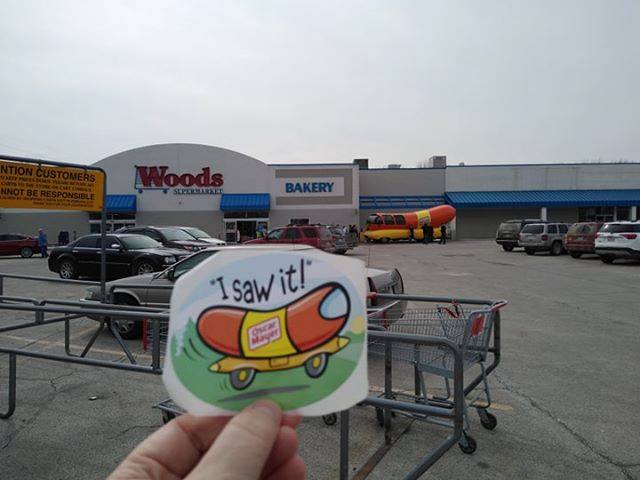 NTION CUSTOMERS
NNOT BE RESPONSIBLE
Woods
SUPERMARKET
BAKERY
"I saw it!"
Oscar
Mayer